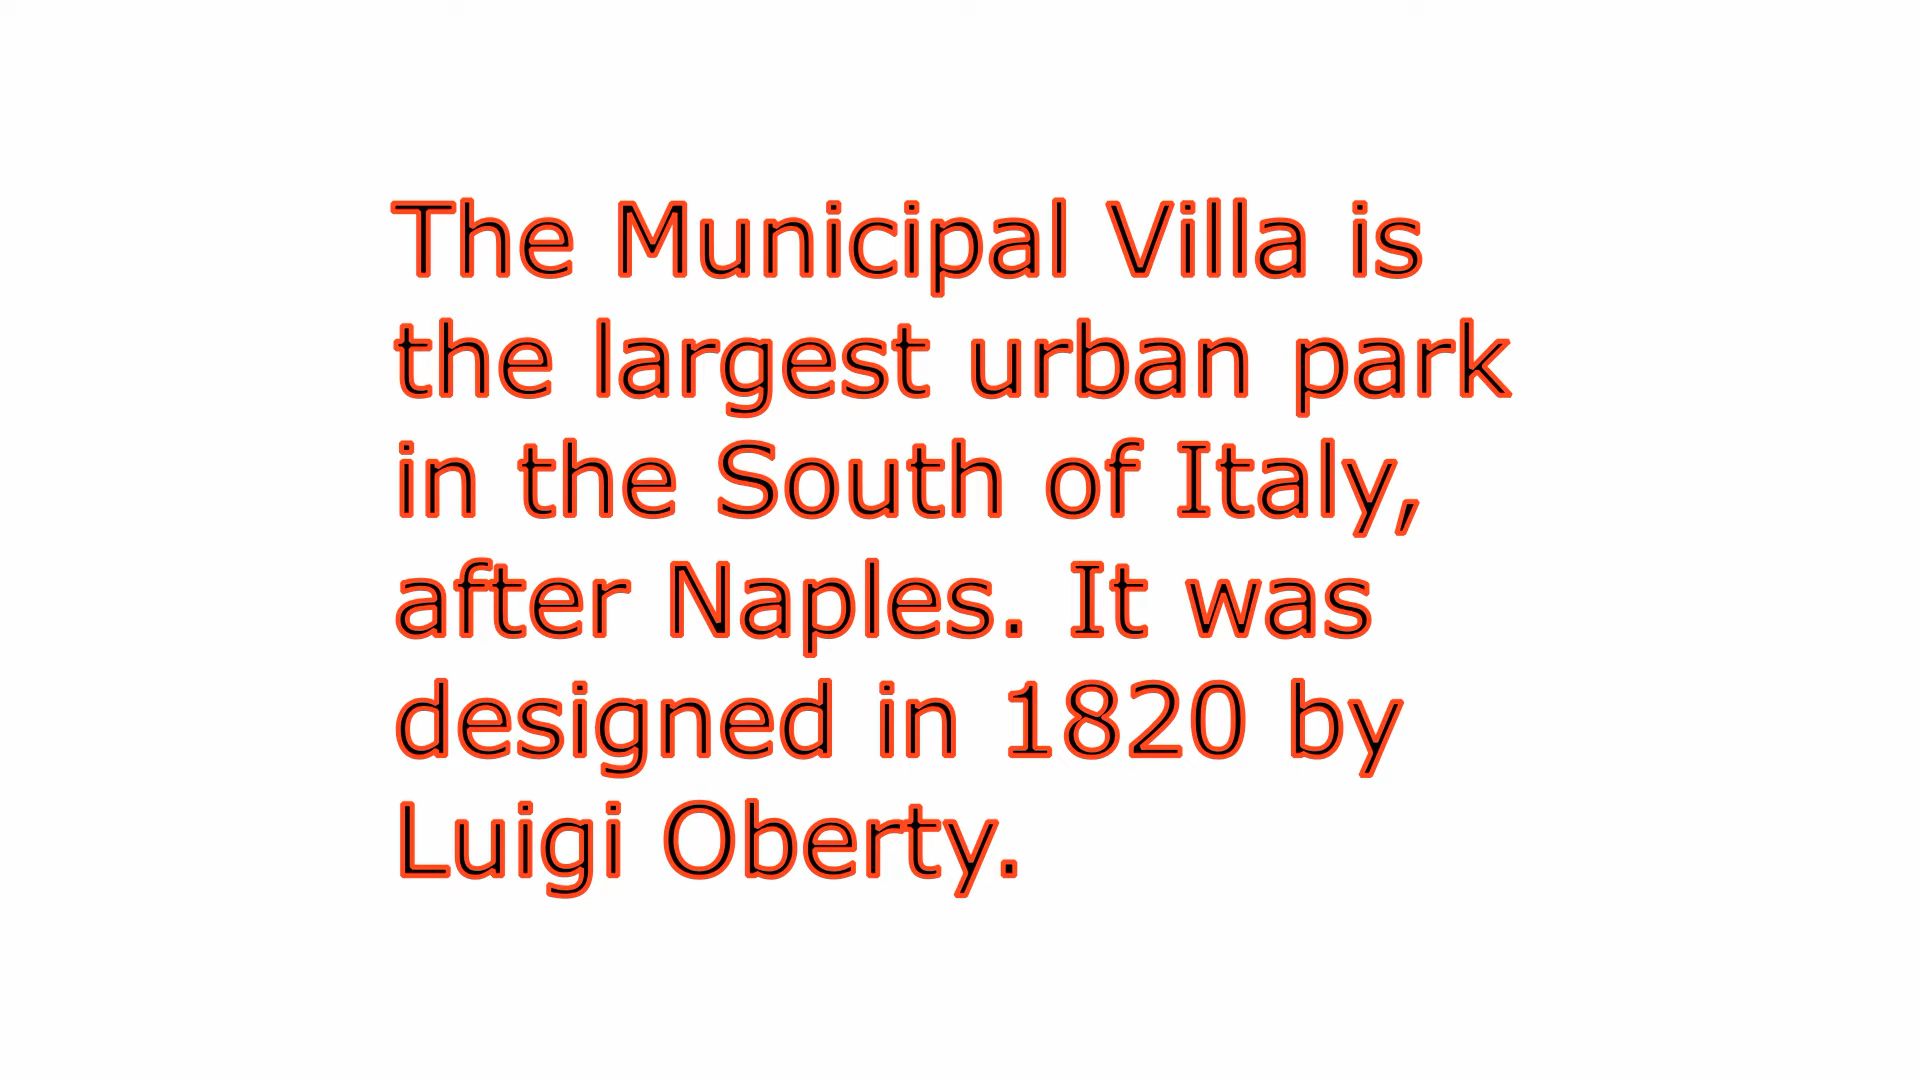 The Municipal Villa is
the largest urban park
in the South of Italy,
after Naples. It was
designed in 1820 by
Luigi Oberty.